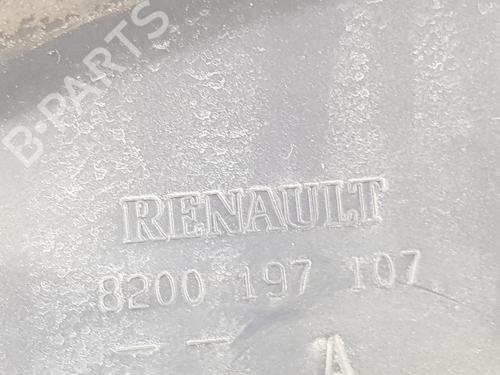 B-PARTS
RENAULT
8200 197 107
-- A